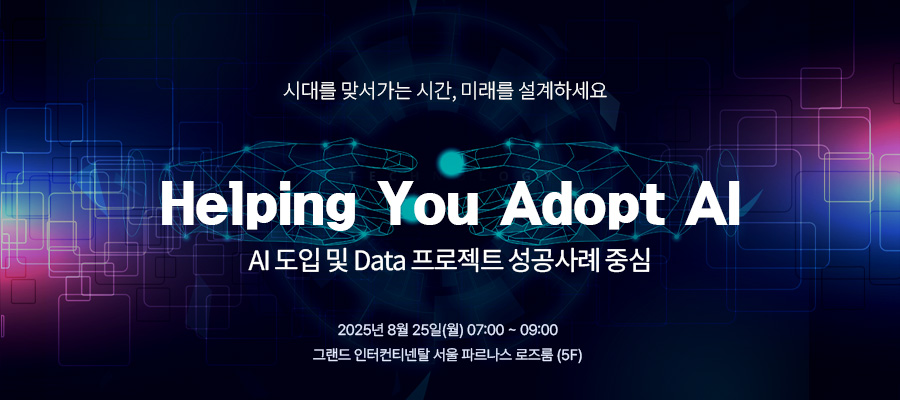 시대를 맞서가는 시간, 미래를 설계하세요
Helping You Adopt AI
AI 도입 및 Data 프로젝트 성공사례 중심
2025년 8월 25일(월) 07:00 ~ 09:00
그랜드 인터컨티넨탈 서울 파르나스 로즈룸 (5F)